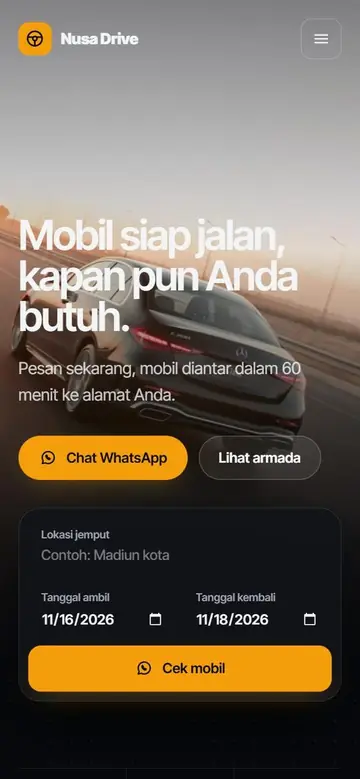 Nusa Drive
Mobil siap jalan,
kapan pun Anda
butuh.
Pesan sekarang, mobil diantar dalam 60
menit ke alamat Anda.
Chat WhatsApp
Lihat armada
Lokasi jemput
Contoh: Madiun kota
Tanggal ambil
Tanggal kembali
11/16/2026
11/18/2026
Cek mobil